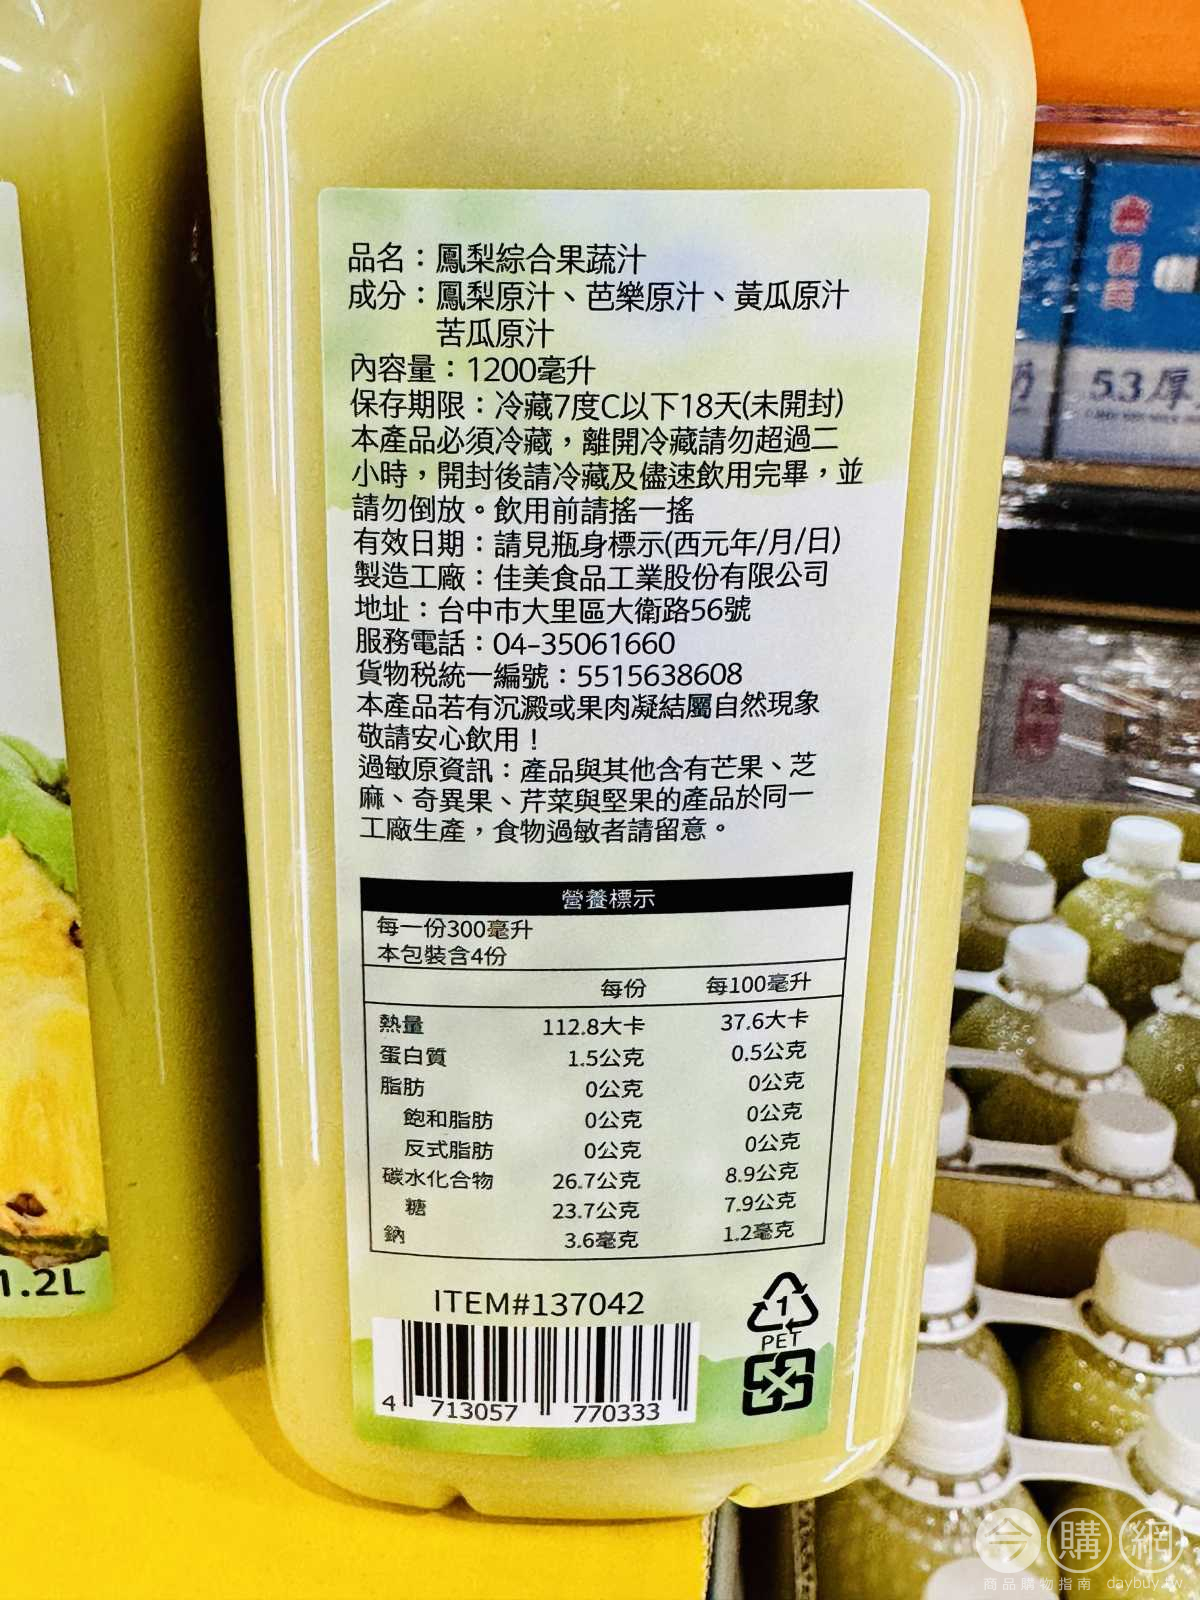 品名：鳳梨綜合果蔬汁
成分：鳳梨原汁、芭樂原汁、黃瓜原汁
苦瓜原汁
內容量：1200毫升
保存期限：冷藏7度C以下18天(未開封)
本產品必須冷藏，離開冷藏請勿超過二
小時，開封後請冷藏及儘速飲用完畢，並
請勿倒放。飲用前請搖一搖
有效日期：請見瓶身標示(西元年/月/日)
製造工廠：佳美食品工業股份有限公司
地址：台中市大里區大衛路56號
服務電話：04-35061660
貨物税統一編號：5515638608
本產品若有沉澱或果肉凝結屬自然現象
敬請安心飲用！
過敏原資訊：產品與其他含有芒果、芝
麻、奇異果、芹菜與堅果的產品於同一
工廠生產，食物過敏者請留意。
營養標示
每一份300毫升
本包裝含4份
每份 每100毫升
熱量 112.8大卡 37.6大卡
蛋白質 1.5公克 0.5公克
脂肪 0公克 0公克
飽和脂肪 0公克 0公克
反式脂肪 0公克 0公克
碳水化合物 26.7公克 8.9公克
糖 23.7公克 7.9公克
鈉 3.6毫克 1.2毫克
ITEM#137042
1
PET
4 713057 770333
1.2L
53厚
今購網
商品購物指南 daybuy.tw